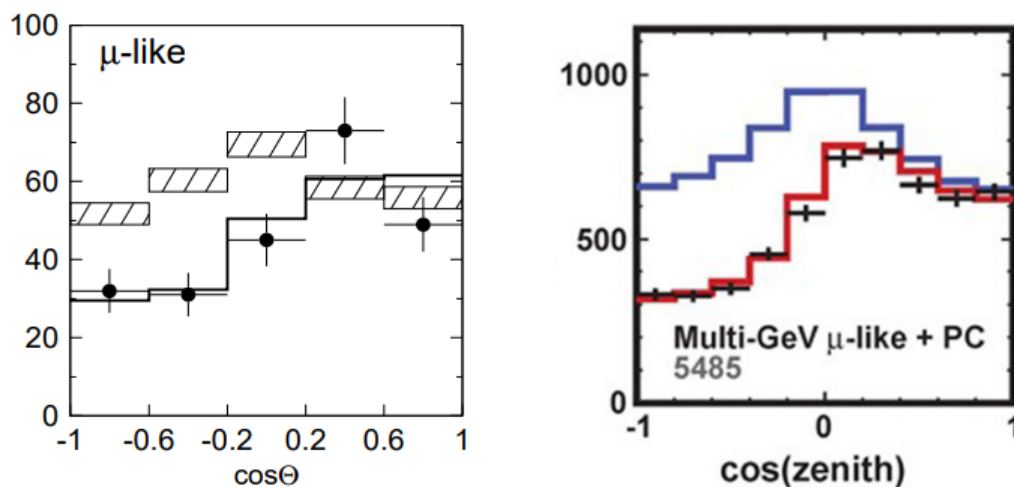 μ-like
100
80
60
40
20
0
-1 -0.6 -0.2 0.2 0.6 1
cosΘ
1000
500
0
Multi-GeV μ-like + PC
5485
-1 0 1
cos(zenith)